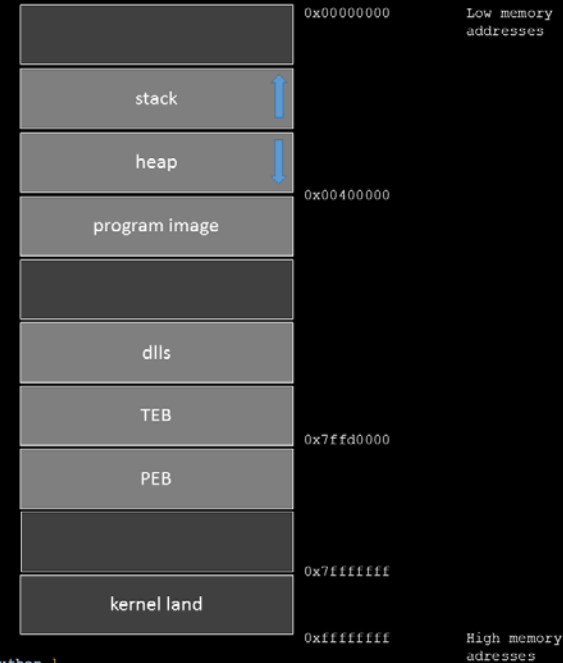 0x00000000
Low memory
addresses
stack
heap
0x00400000
program image
dlls
TEB
0x7ffd0000
PEB
0x7fffffff
kernel land
0xffffffff
High memory
adresses